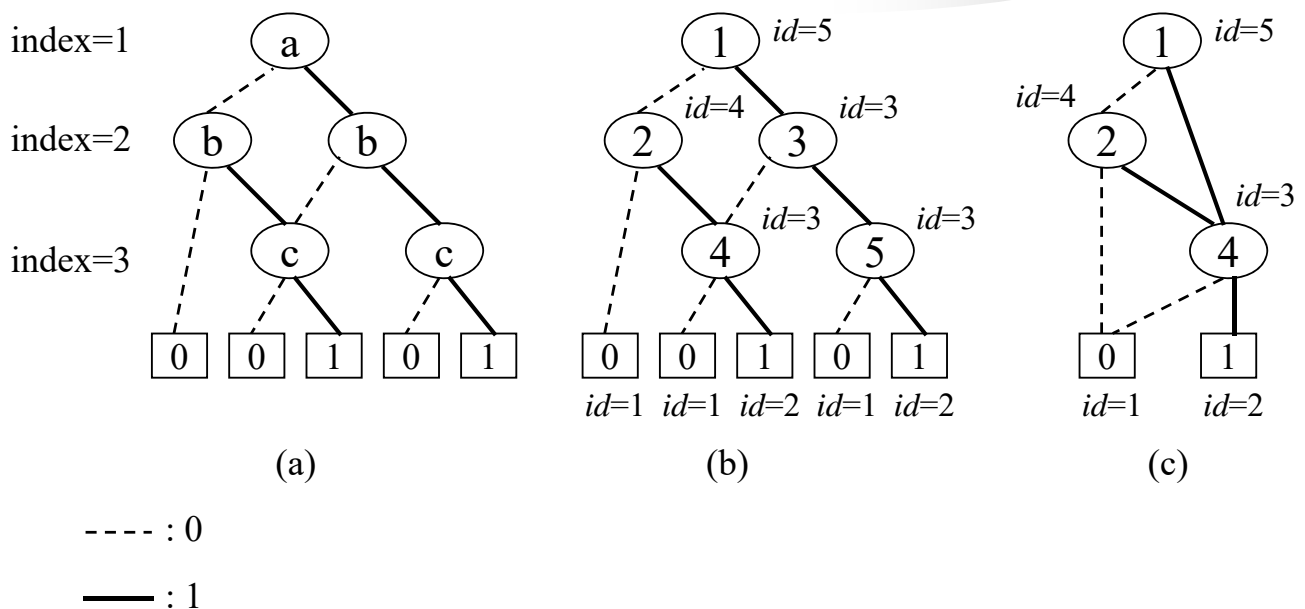 index=1 a 1 id=5 1 id=5
id=4
index=2 b b 2 id=4 3 id=3 2
id=3 id=3 id=3
index=3 c c 4 5 4
0 0 1 0 1 0 0 1 0 1 0 1
id=1 id=1 id=2 id=1 id=2 id=1 id=2
(a) (b) (c)
: 0
: 1